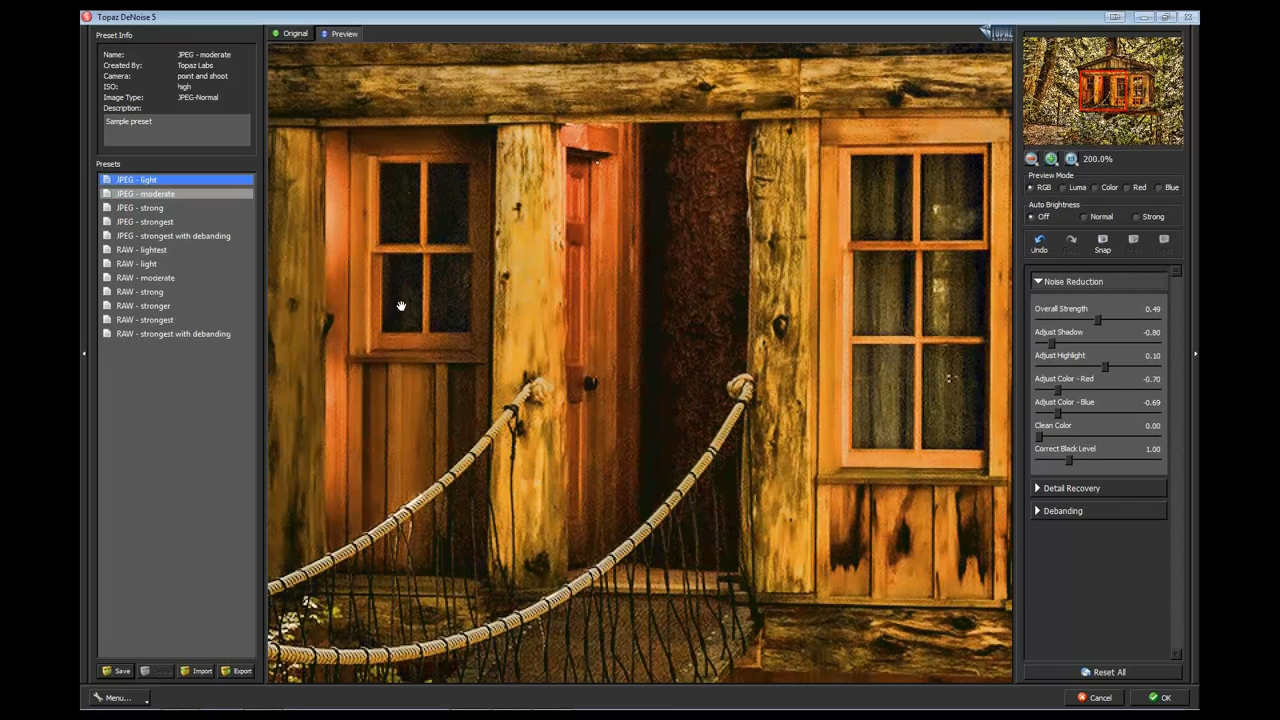 Topaz DeNoise 5
Preset Info
Name: JPEG - moderate
Created By: Topaz Labs
Camera: point and shoot
ISO: high
Image Type: JPEG-Normal
Description:
Sample preset
Presets
JPEG - light
JPEG - moderate
JPEG - strong
JPEG - strongest
JPEG - strongest with debanding
RAW - lightest
RAW - light
RAW - moderate
RAW - strong
RAW - stronger
RAW - strongest
RAW - strongest with debanding
Save Import Export
Menu...
Original Preview
TOPAZ
200.0%
Preview Mode
RGB Luma Color Red Blue
Auto Brightness
Off Normal Strong
Undo Snap
Noise Reduction
Overall Strength 0.49
Adjust Shadow -0.80
Adjust Highlight 0.10
Adjust Color - Red -0.70
Adjust Color - Blue -0.69
Clean Color 0.00
Correct Black Level 1.00
Detail Recovery
Debanding
Reset All
Cancel OK